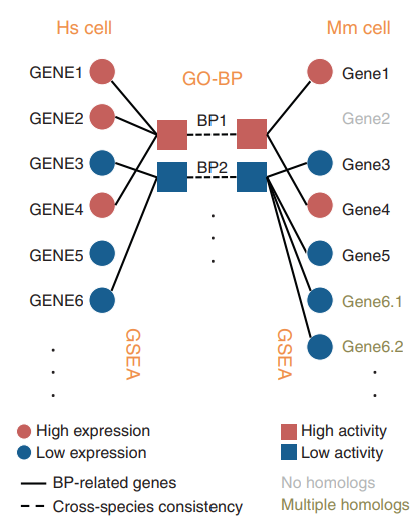 Hs cell
Mm cell
GO-BP
GENE1
Gene1
GENE2
BP1
Gene2
GENE3
BP2
Gene3
GENE4
Gene4
GENE5
Gene5
GENE6
Gene6.1
Gene6.2
GSEA
GSEA
High expression
High activity
Low expression
Low activity
BP-related genes
No homologs
Cross-species consistency
Multiple homologs